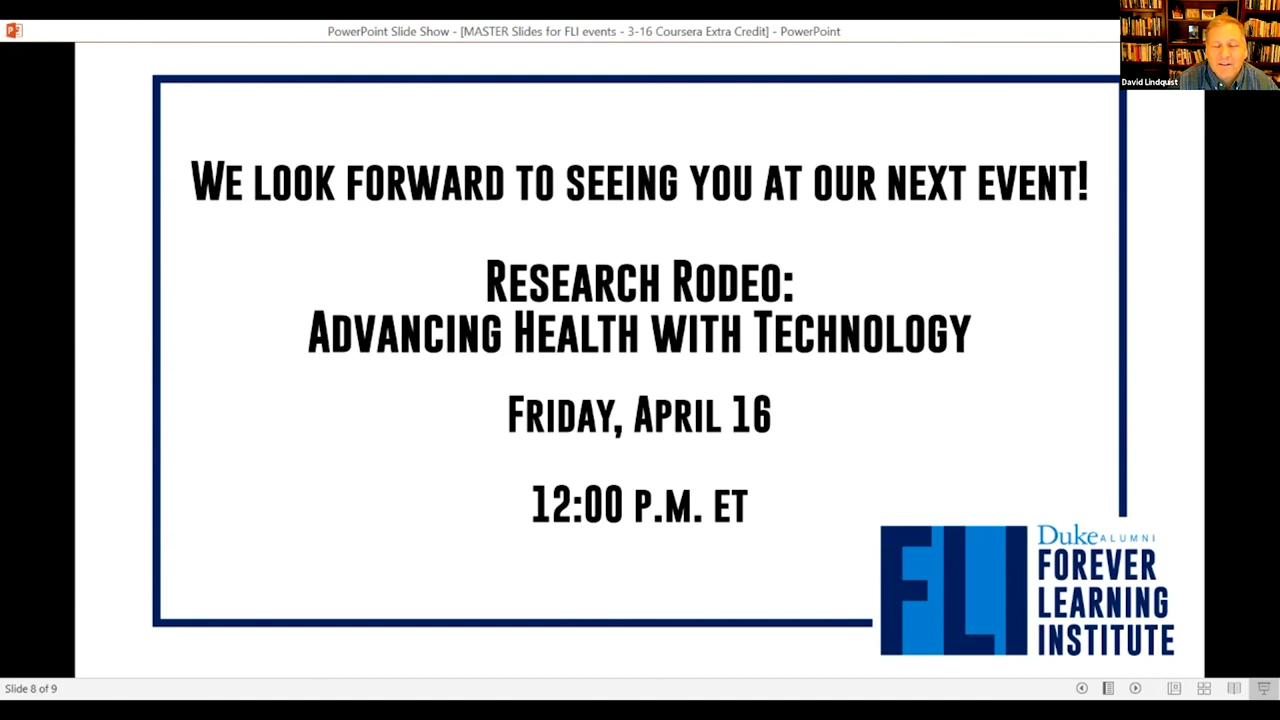 PowerPoint Slide Show - [MASTER Slides for FLI events - 3-16 Coursera Extra Credit] - PowerPoint
David Lindquist
We look forward to seeing you at our next event!
Research Rodeo:
Advancing Health with Technology
Friday, April 16
12:00 p.m. ET
FLI
Duke ALUMNI
FOREVER
LEARNING
INSTITUTE
Slide 8 of 9